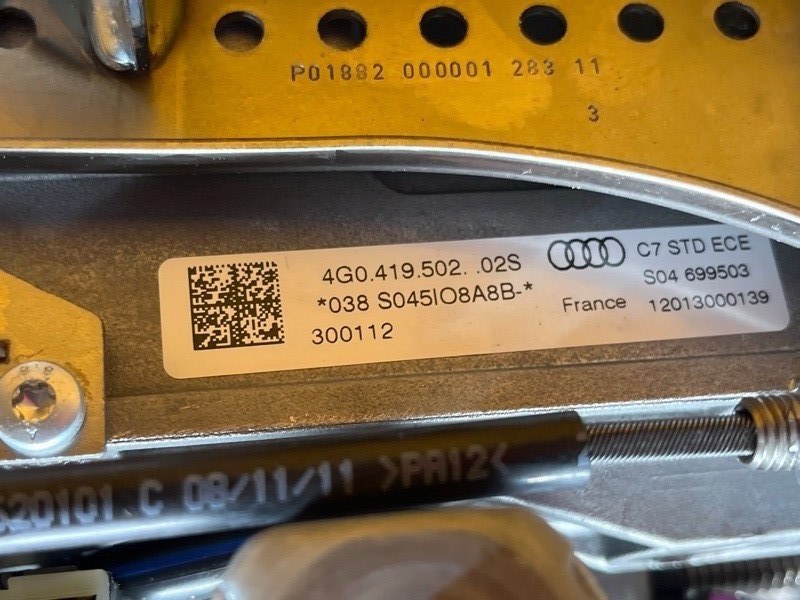 P01882 000001 283 11
3
4G0.419.502. .02S
*038 S045IO8A8B-*
300112
C7 STD ECE
S04 699503
France 12013000139
620101 C 08/11/11 >PA12<